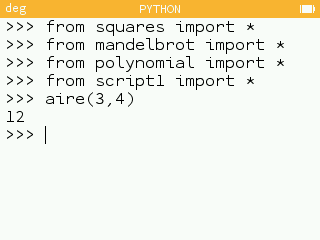 deg PYTHON
>>> from squares import *
>>> from mandelbrot import *
>>> from polynomial import *
>>> from script1 import *
>>> aire(3,4)
12
>>>